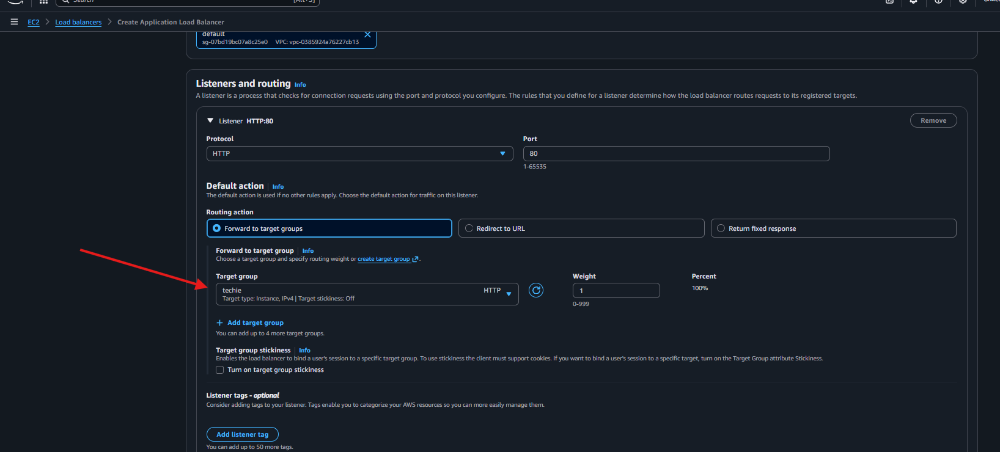 Search [Alt+S]
EC2 > Load balancers > Create Application Load Balancer
default
sg-07bd19bc07a8c25e0 VPC: vpc-0385924a76227cb13
Listeners and routing Info
A listener is a process that checks for connection requests using the port and protocol you configure. The rules that you define for a listener determine how the load balancer routes requests to its registered targets.
Listener HTTP:80 Remove
Protocol Port
HTTP 80
1-65535
Default action Info
The default action is used if no other rules apply. Choose the default action for traffic on this listener.
Routing action
Forward to target groups Redirect to URL Return fixed response
Forward to target group Info
Choose a target group and specify routing weight or create target group.
Target group Weight Percent
techie HTTP 1 100%
Target type: Instance, IPv4 | Target stickiness: Off
0-999
+ Add target group
You can add up to 4 more target groups.
Target group stickiness Info
Enables the load balancer to bind a user's session to a specific target group. To use stickiness the client must support cookies. If you want to bind a user's session to a specific target, turn on the Target Group attribute Stickiness.
Turn on target group stickiness
Listener tags - optional
Consider adding tags to your listener. Tags enable you to categorize your AWS resources so you can more easily manage them.
Add listener tag
You can add up to 50 more tags.